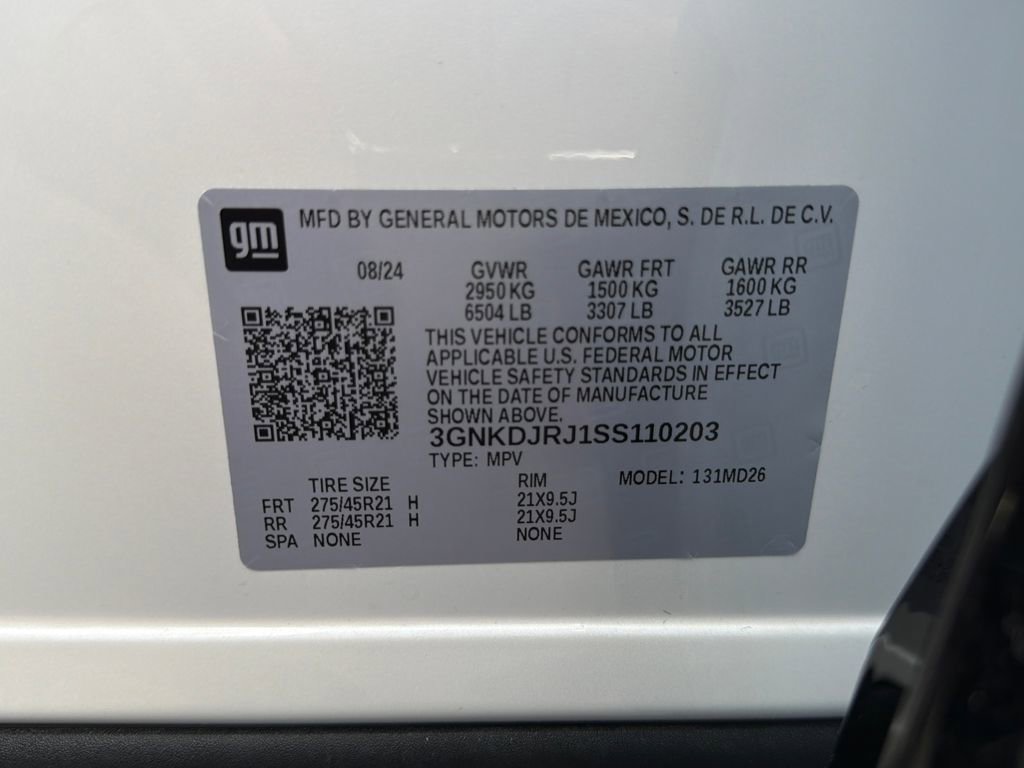 gm
MFD BY GENERAL MOTORS DE MEXICO, S. DE R.L. DE C.V.
08/24 GVWR GAWR FRT GAWR RR
2950 KG 1500 KG 1600 KG
6504 LB 3307 LB 3527 LB
THIS VEHICLE CONFORMS TO ALL
APPLICABLE U.S. FEDERAL MOTOR
VEHICLE SAFETY STANDARDS IN EFFECT
ON THE DATE OF MANUFACTURE
SHOWN ABOVE.
3GNKDJRJ1SS110203
TYPE: MPV
TIRE SIZE RIM MODEL: 131MD26
FRT 275/45R21 H 21X9.5J
RR 275/45R21 H 21X9.5J
SPA NONE NONE